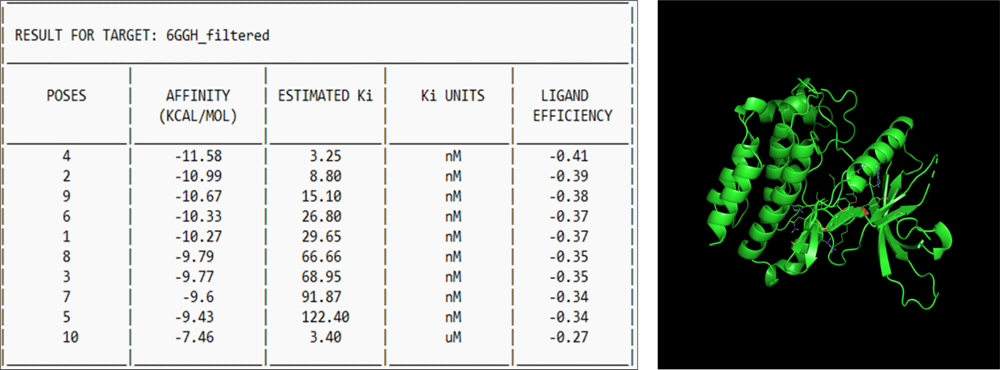 RESULT FOR TARGET: 6GGH_filtered
POSES AFFINITY ESTIMATED Ki Ki UNITS LIGAND
(KCAL/MOL) EFFICIENCY
4 -11.58 3.25 nM -0.41
2 -10.99 8.80 nM -0.39
9 -10.67 15.10 nM -0.38
6 -10.33 26.80 nM -0.37
1 -10.27 29.65 nM -0.37
8 -9.79 66.66 nM -0.35
3 -9.77 68.95 nM -0.35
7 -9.6 91.87 nM -0.34
5 -9.43 122.40 nM -0.34
10 -7.46 3.40 uM -0.27